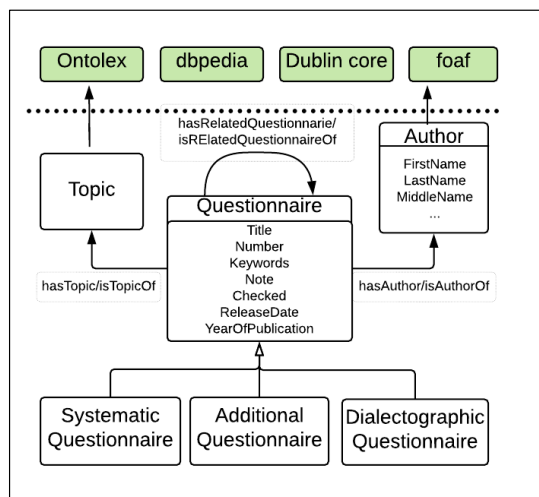 Ontolex
dbpedia
Dublin core
foaf
hasRelatedQuestionnarie/
isRElatedQuestionnaireOf
Author
FirstName
LastName
MiddleName
...
Topic
Questionnaire
Title
Number
Keywords
Note
Checked
ReleaseDate
YearOfPublication
hasTopic/isTopicOf
hasAuthor/isAuthorOf
Systematic
Questionnaire
Additional
Questionnaire
Dialectographic
Questionnaire